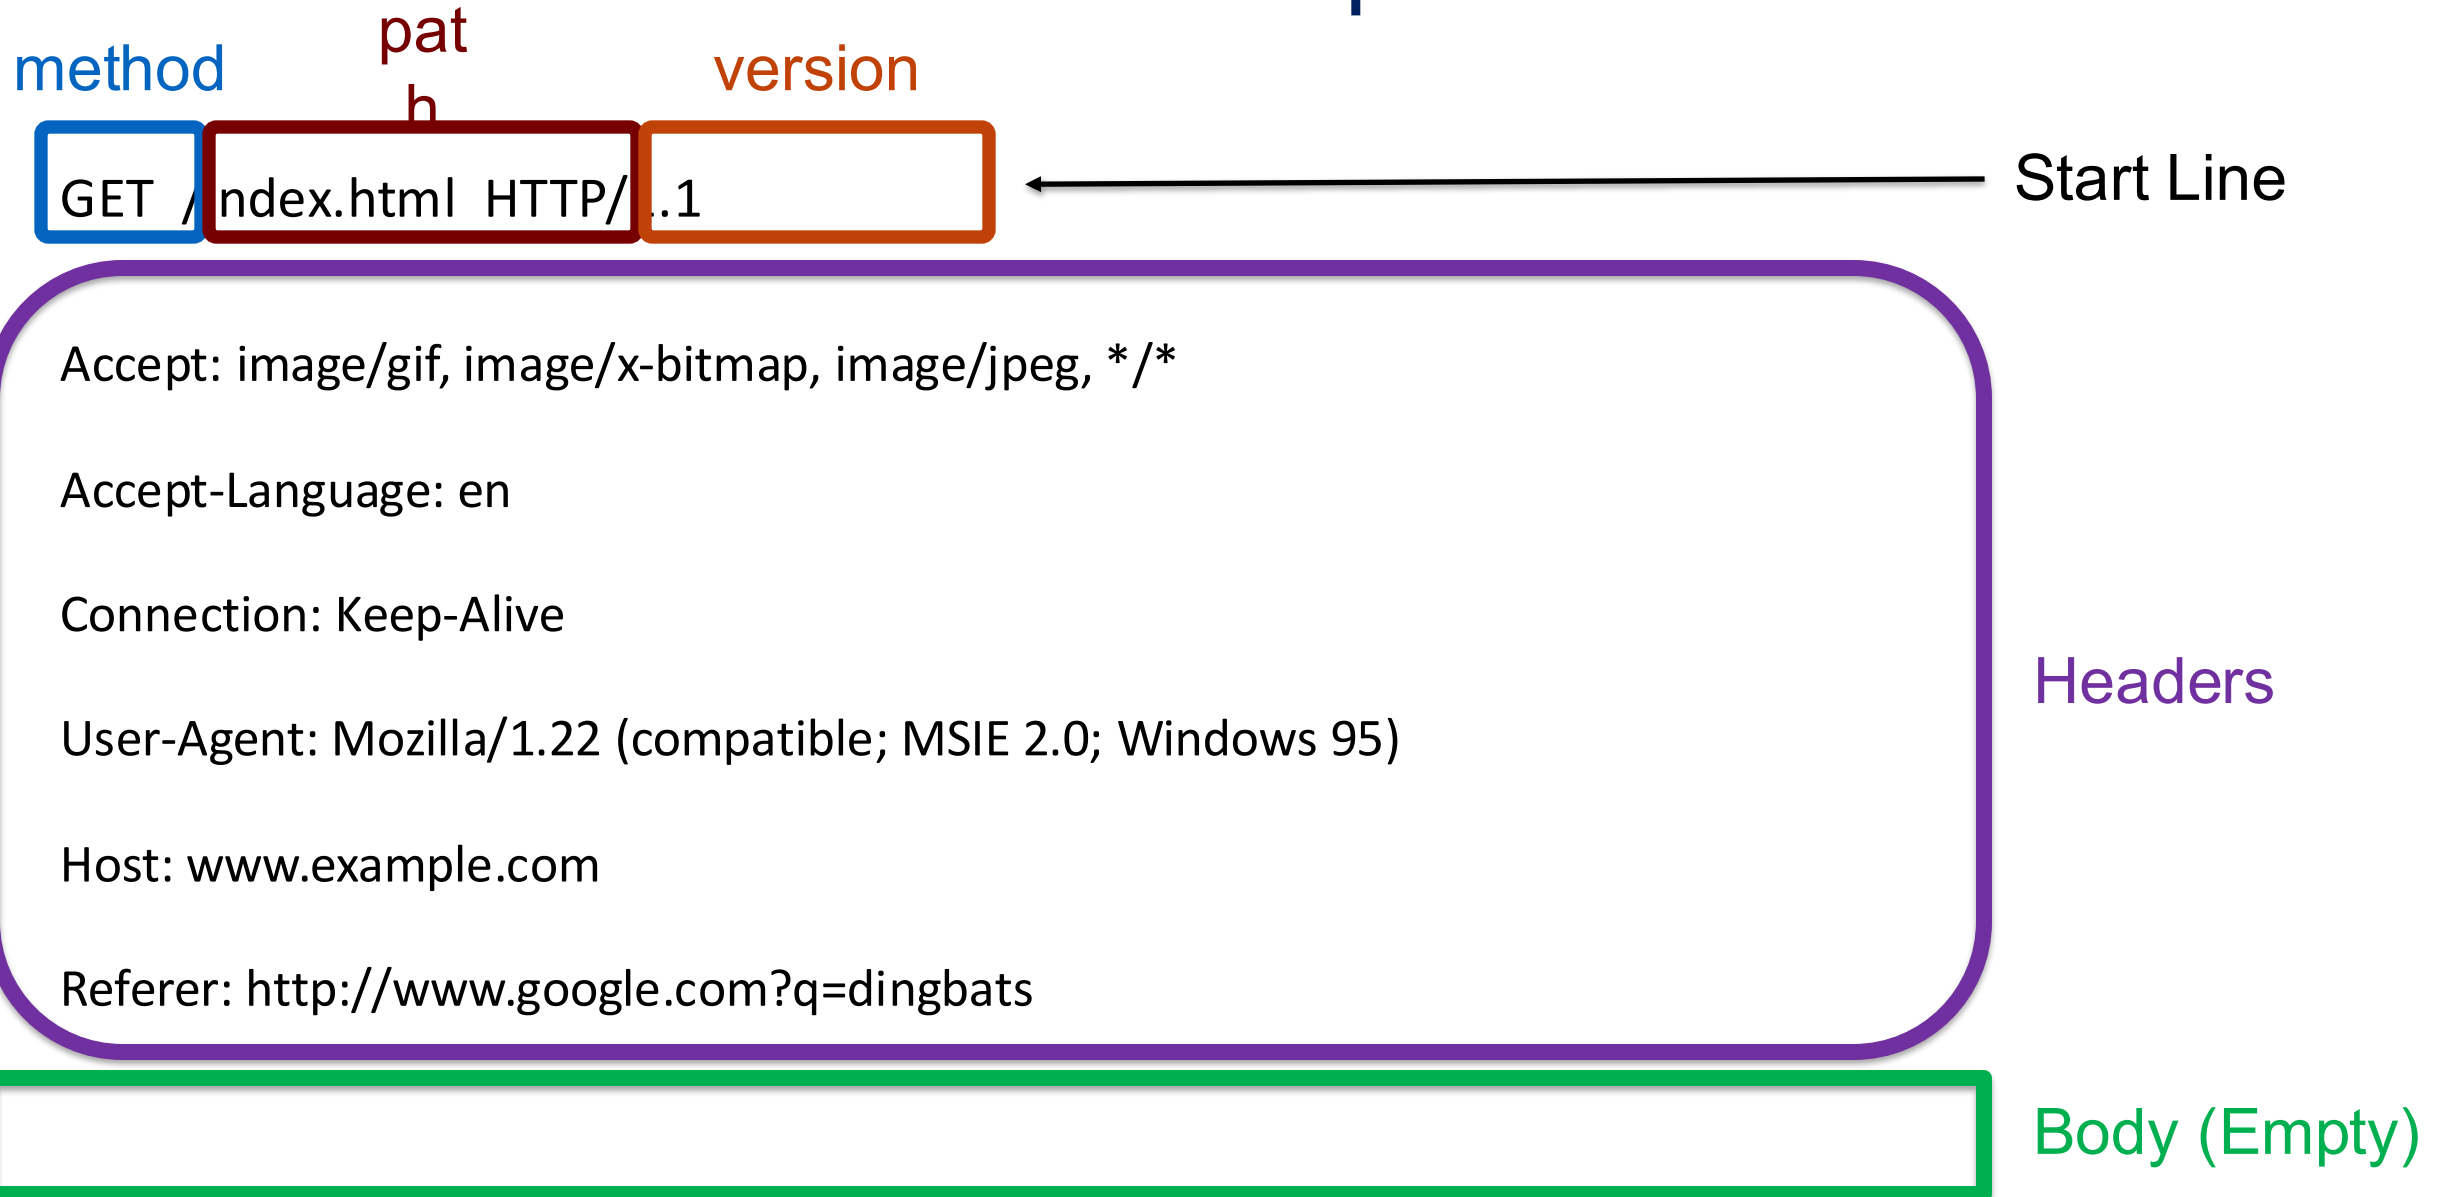 method
pat
h
version
GET / ndex.html HTTP/ .1
Start Line
Accept: image/gif, image/x-bitmap, image/jpeg, */*
Accept-Language: en
Connection: Keep-Alive
User-Agent: Mozilla/1.22 (compatible; MSIE 2.0; Windows 95)
Headers
Host: www.example.com
Referer: http://www.google.com?q=dingbats
Body (Empty)